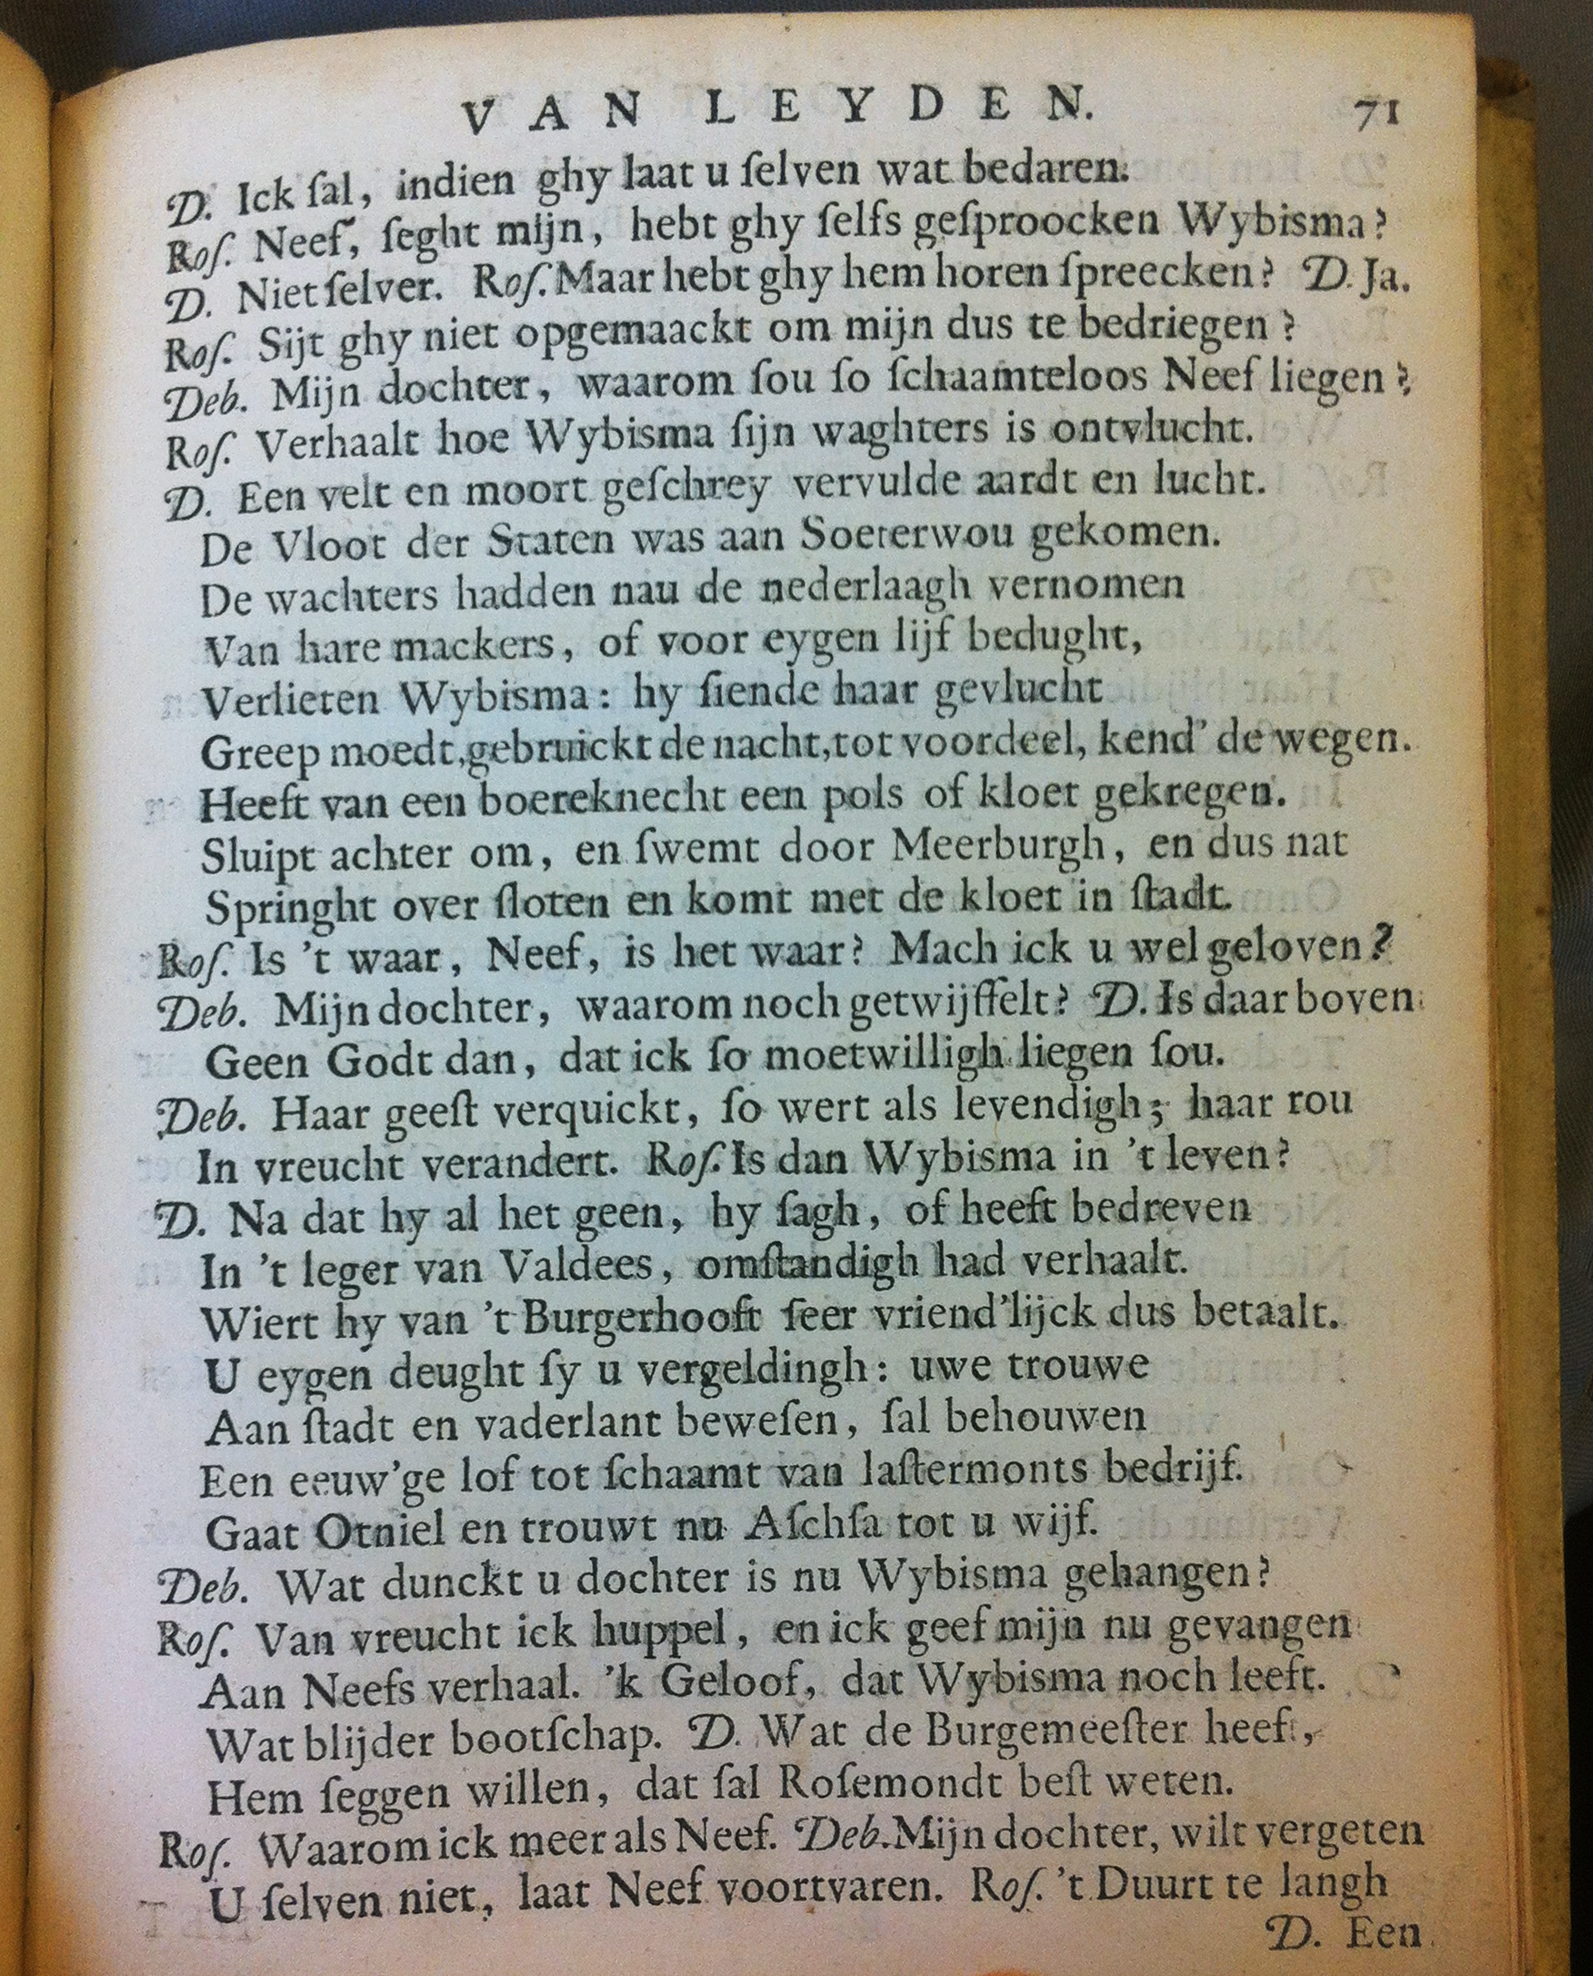 VAN LEYDEN. 71
D. Ick ſal, indien ghy laat u ſelven wat bedaren.
Roſ. Neef, ſeght mijn, hebt ghy ſelfs geſproocken Wybisma?
D. Niet ſelver. Roſ. Maar hebt ghy hem horen ſpreecken? D. Ja.
Roſ. Sijt ghy niet opgemaackt om mijn dus te bedriegen?
Deb. Mijn dochter, waarom ſou ſo ſchaamteloos Neef liegen?
Roſ. Verhaalt hoe Wybisma ſijn waghters is ontvlucht.
D. Een velt en moort geſchrey vervulde aardt en lucht.
De Vloot der Staten was aan Soeterwou gekomen.
De wachters hadden nau de nederlaagh vernomen
Van hare mackers, of voor eygen lijf bedught,
Verlieten Wybisma: hy ſiende haar gevlucht
Greep moedt,gebruickt de nacht,tot voordeel, kend' de wegen.
Heeft van een boereknecht een pols of kloet gekregen.
Sluipt achter om, en ſwemt door Meerburgh, en dus nat
Springht over ſloten en komt met de kloet in ſtadt.
Roſ. Is 't waar, Neef, is het waar? Mach ick u wel geloven?
Deb. Mijn dochter, waarom noch getwijffelt? D. Is daar boven
Geen Godt dan, dat ick ſo moetwilligh liegen ſou.
Deb. Haar geeſt verquickt, ſo wert als levendigh; haar rou
In vreucht verandert. Roſ. Is dan Wybisma in 't leven?
D. Na dat hy al het geen, hy ſagh, of heeft bedreven
In 't leger van Valdees, omſtandigh had verhaalt.
Wiert hy van 't Burgerhooft ſeer vriend'lijck dus betaalt.
U eygen deught ſy u vergeldingh: uwe trouwe
Aan ſtadt en vaderlant beweſen, ſal behouwen
Een eeuw'ge lof tot ſchaamt van laſtermonts bedrijf.
Gaat Otniel en trouwt nu Aſchſa tot u wijf.
Deb. Wat dunckt u dochter is nu Wybisma gehangen?
Roſ. Van vreucht ick huppel, en ick geef mijn nu gevangen
Aan Neefs verhaal. 'k Geloof, dat Wybisma noch leeft.
Wat blijder bootſchap. D. Wat de Burgemeeſter heeft,
Hem ſeggen willen, dat ſal Roſemondt beſt weten.
Roſ. Waarom ick meer als Neef. Deb. Mijn dochter, wilt vergeten
U ſelven niet, laat Neef voortvaren. Roſ. 't Duurt te langh
D. Een